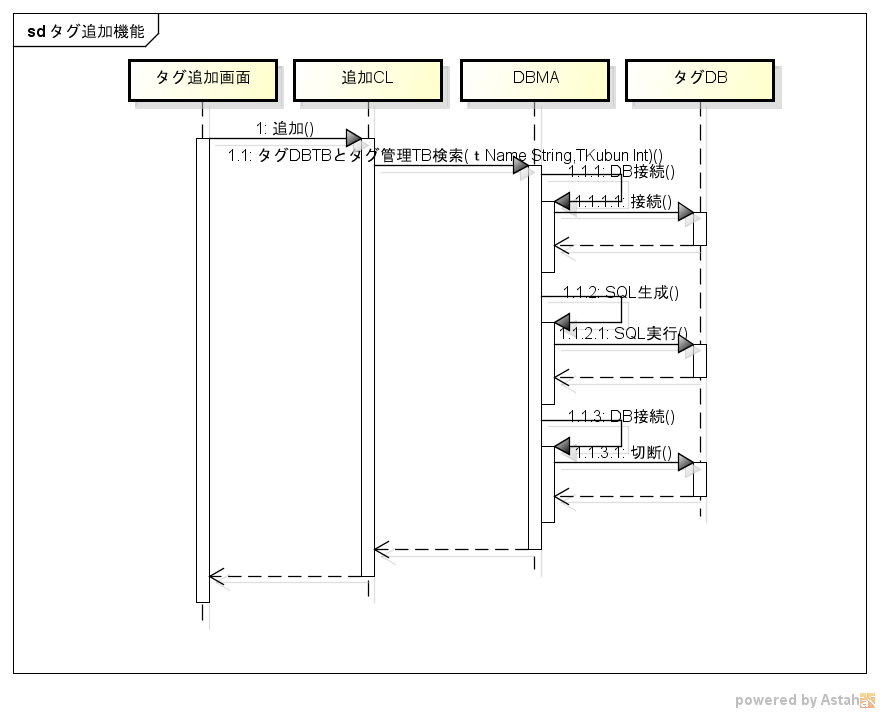 sd タグ追加機能
タグ追加画面
追加CL
DBMA
タグDB
1: 追加()
1.1: タグDBTBとタグ管理TB検索( t Name String,TKubun Int)()
1.1.1: DB接続()
1.1.1.1: 接続()
1.1.2: SQL生成()
1.1.2.1: SQL実行()
1.1.3: DB接続()
1.1.3.1: 切断()
powered by Astah